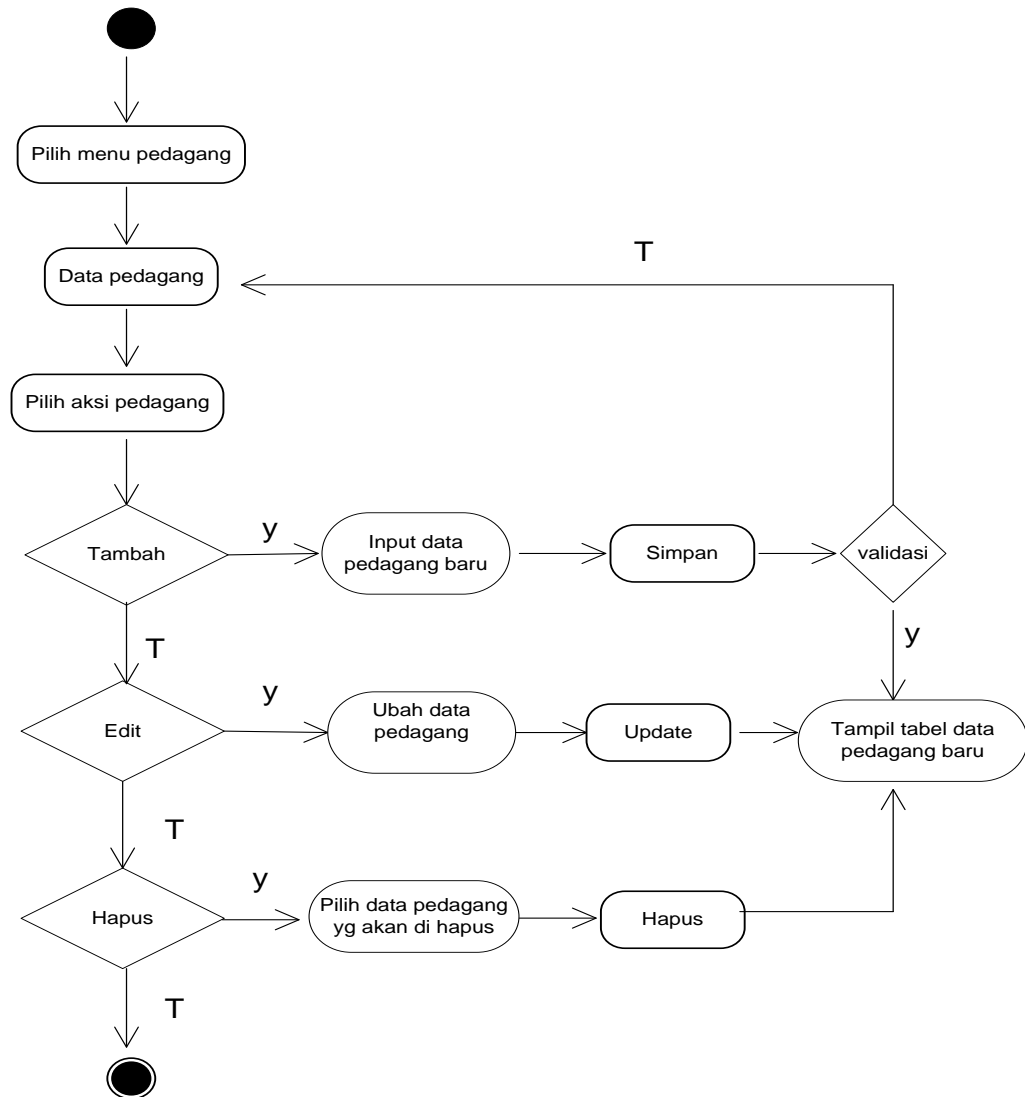 Pilih menu pedagang
Data pedagang
T
Pilih aksi pedagang
Tambah
y
Input data
pedagang baru
Simpan
validasi
T
y
Edit
y
Ubah data
pedagang
Update
Tampil tabel data
pedagang baru
T
Hapus
y
Pilih data pedagang
yg akan di hapus
Hapus
T